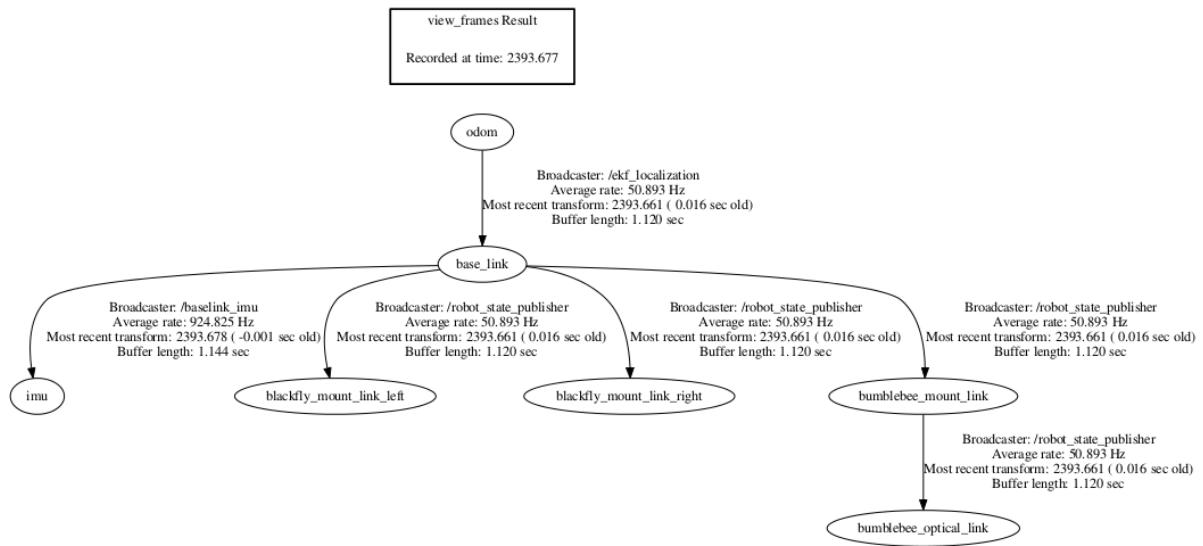 view_frames Result
Recorded at time: 2393.677
odom
Broadcaster: /ekf_localization
Average rate: 50.893 Hz
Most recent transform: 2393.661 ( 0.016 sec old)
Buffer length: 1.120 sec
base_link
Broadcaster: /baselink_imu
Average rate: 924.825 Hz
Most recent transform: 2393.678 ( -0.001 sec old)
Buffer length: 1.144 sec
Broadcaster: /robot_state_publisher
Average rate: 50.893 Hz
Most recent transform: 2393.661 ( 0.016 sec old)
Buffer length: 1.120 sec
Broadcaster: /robot_state_publisher
Average rate: 50.893 Hz
Most recent transform: 2393.661 ( 0.016 sec old)
Buffer length: 1.120 sec
Broadcaster: /robot_state_publisher
Average rate: 50.893 Hz
Most recent transform: 2393.661 ( 0.016 sec old)
Buffer length: 1.120 sec
imu
blackfly_mount_link_left
blackfly_mount_link_right
bumblebee_mount_link
Broadcaster: /robot_state_publisher
Average rate: 50.893 Hz
Most recent transform: 2393.661 ( 0.016 sec old)
Buffer length: 1.120 sec
bumblebee_optical_link